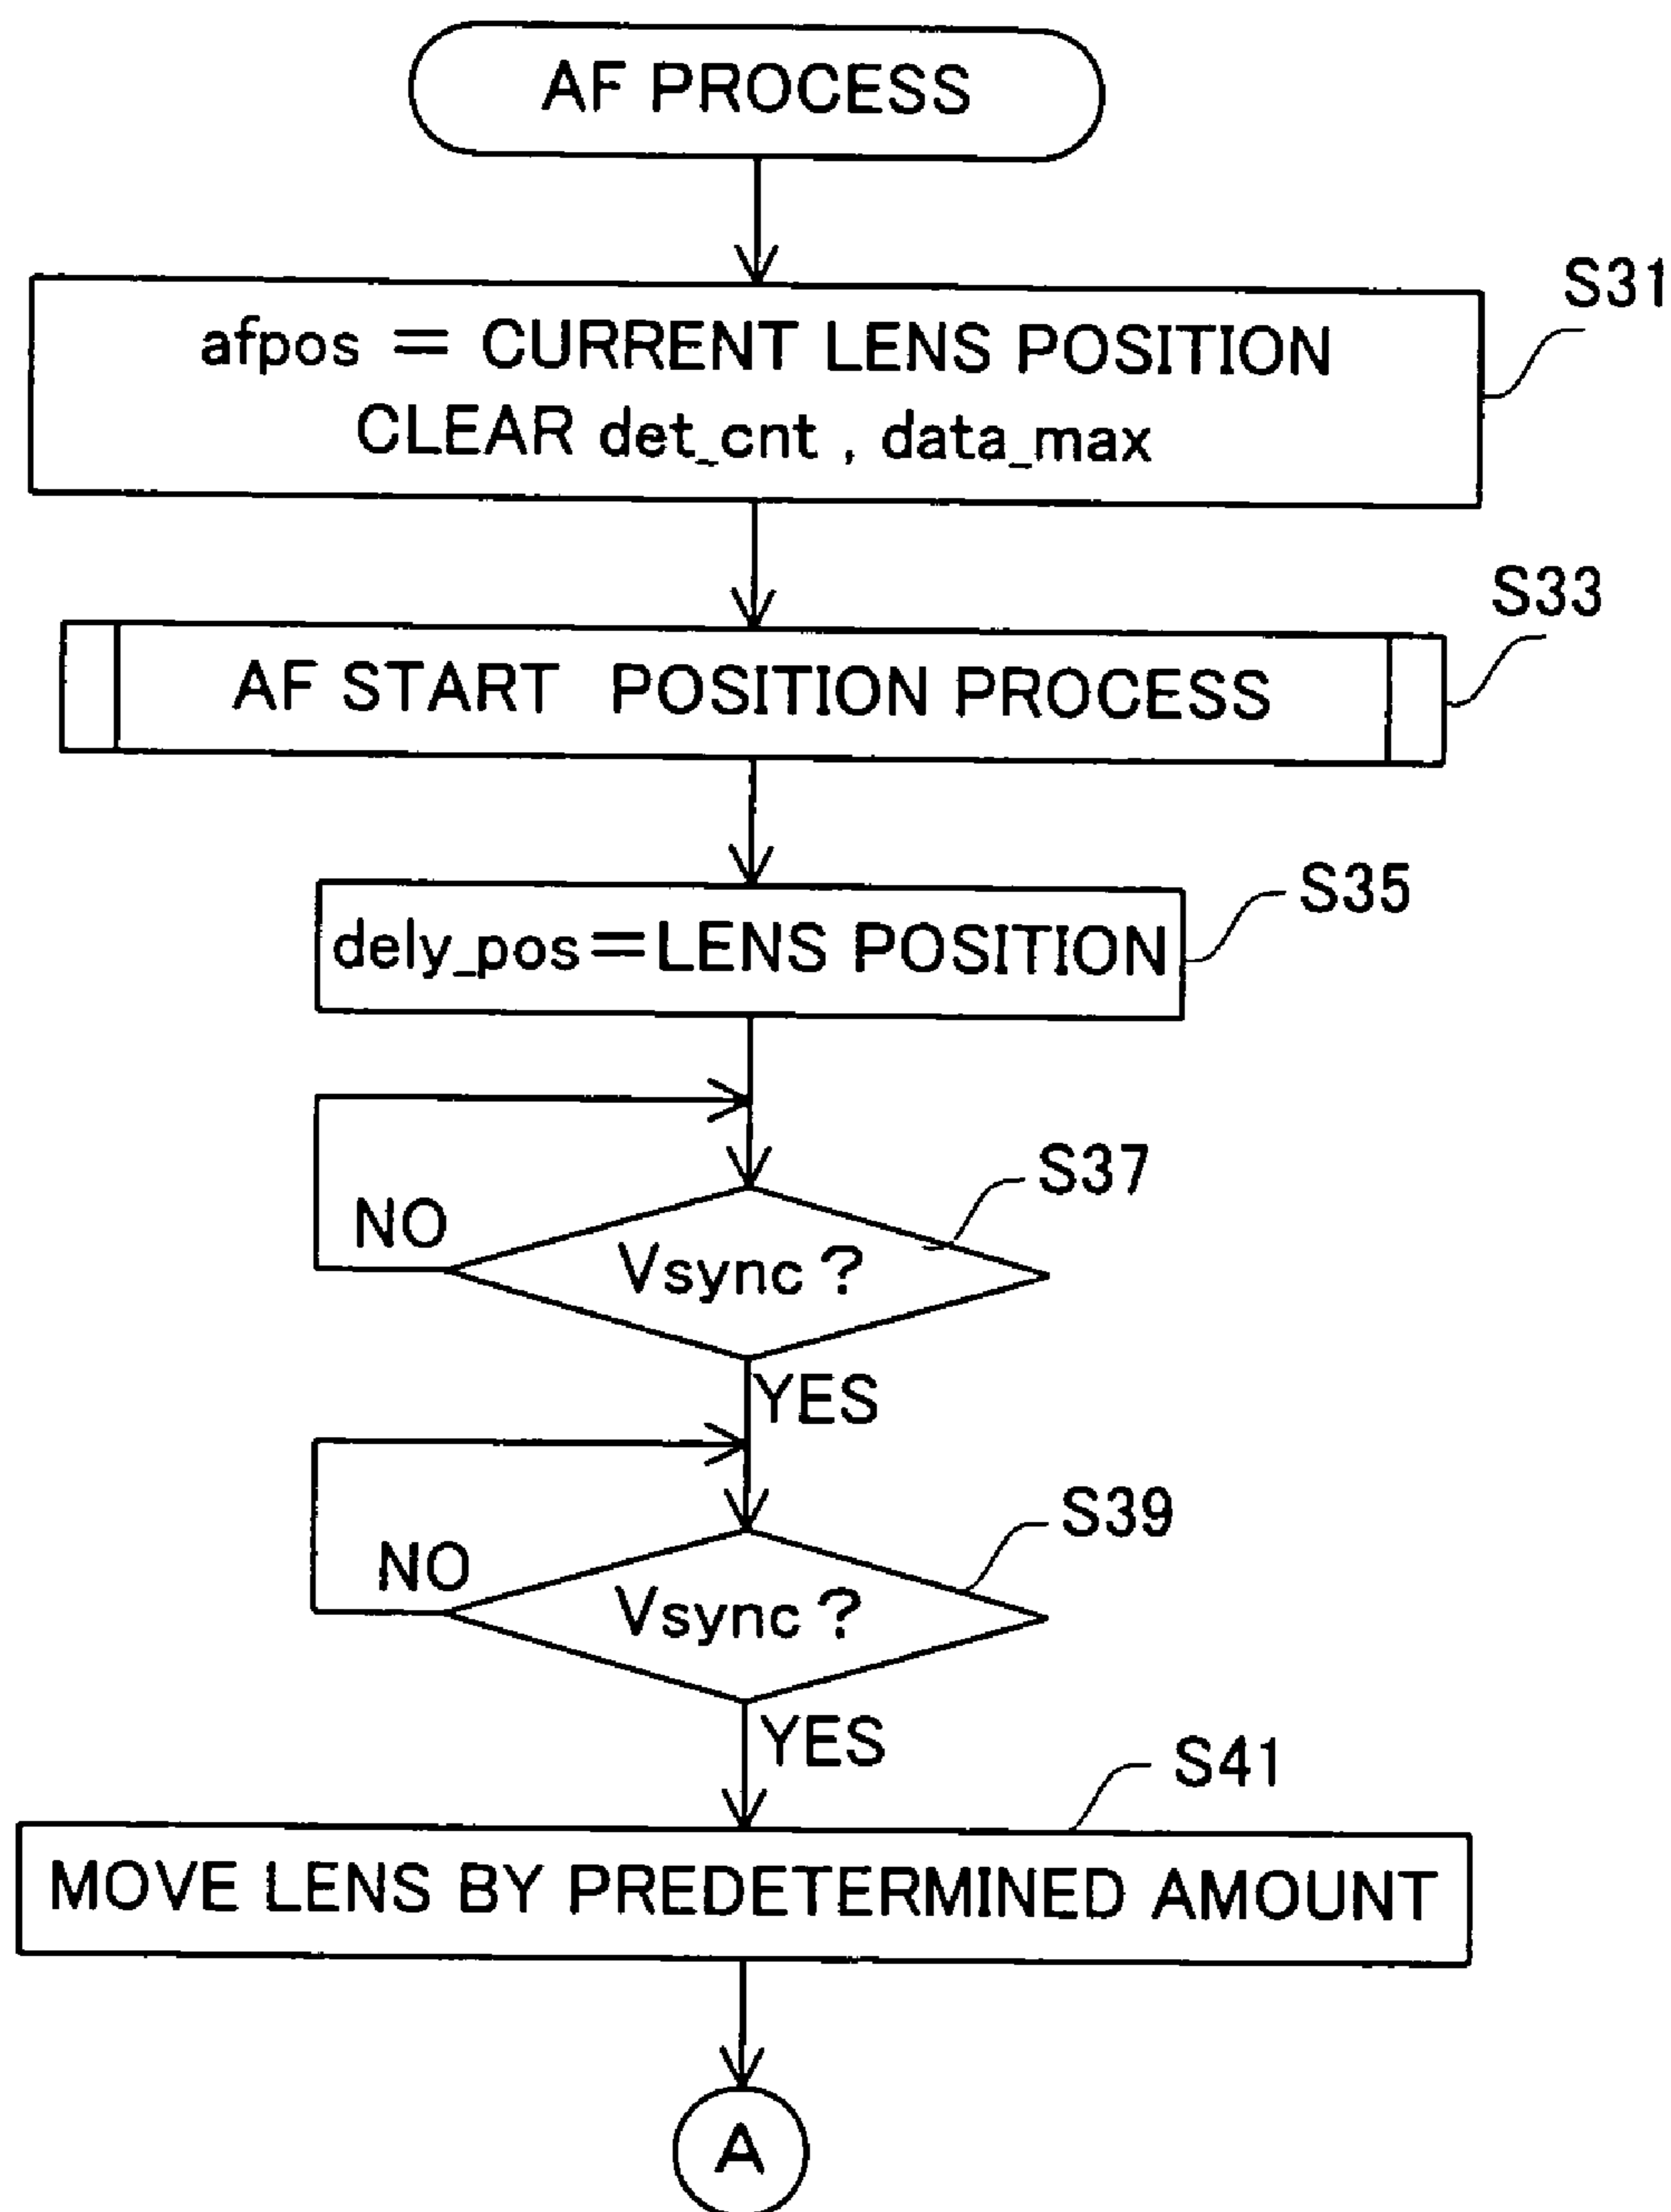 AF PROCESS
S31
afpos = CURRENT LENS POSITION
CLEAR det_cnt , data_max
S33
AF START POSITION PROCESS
S35
dely_pos=LENS POSITION
S37
NO
Vsync ?
YES
S39
NO
Vsync ?
YES
S41
MOVE LENS BY PREDETERMINED AMOUNT
A